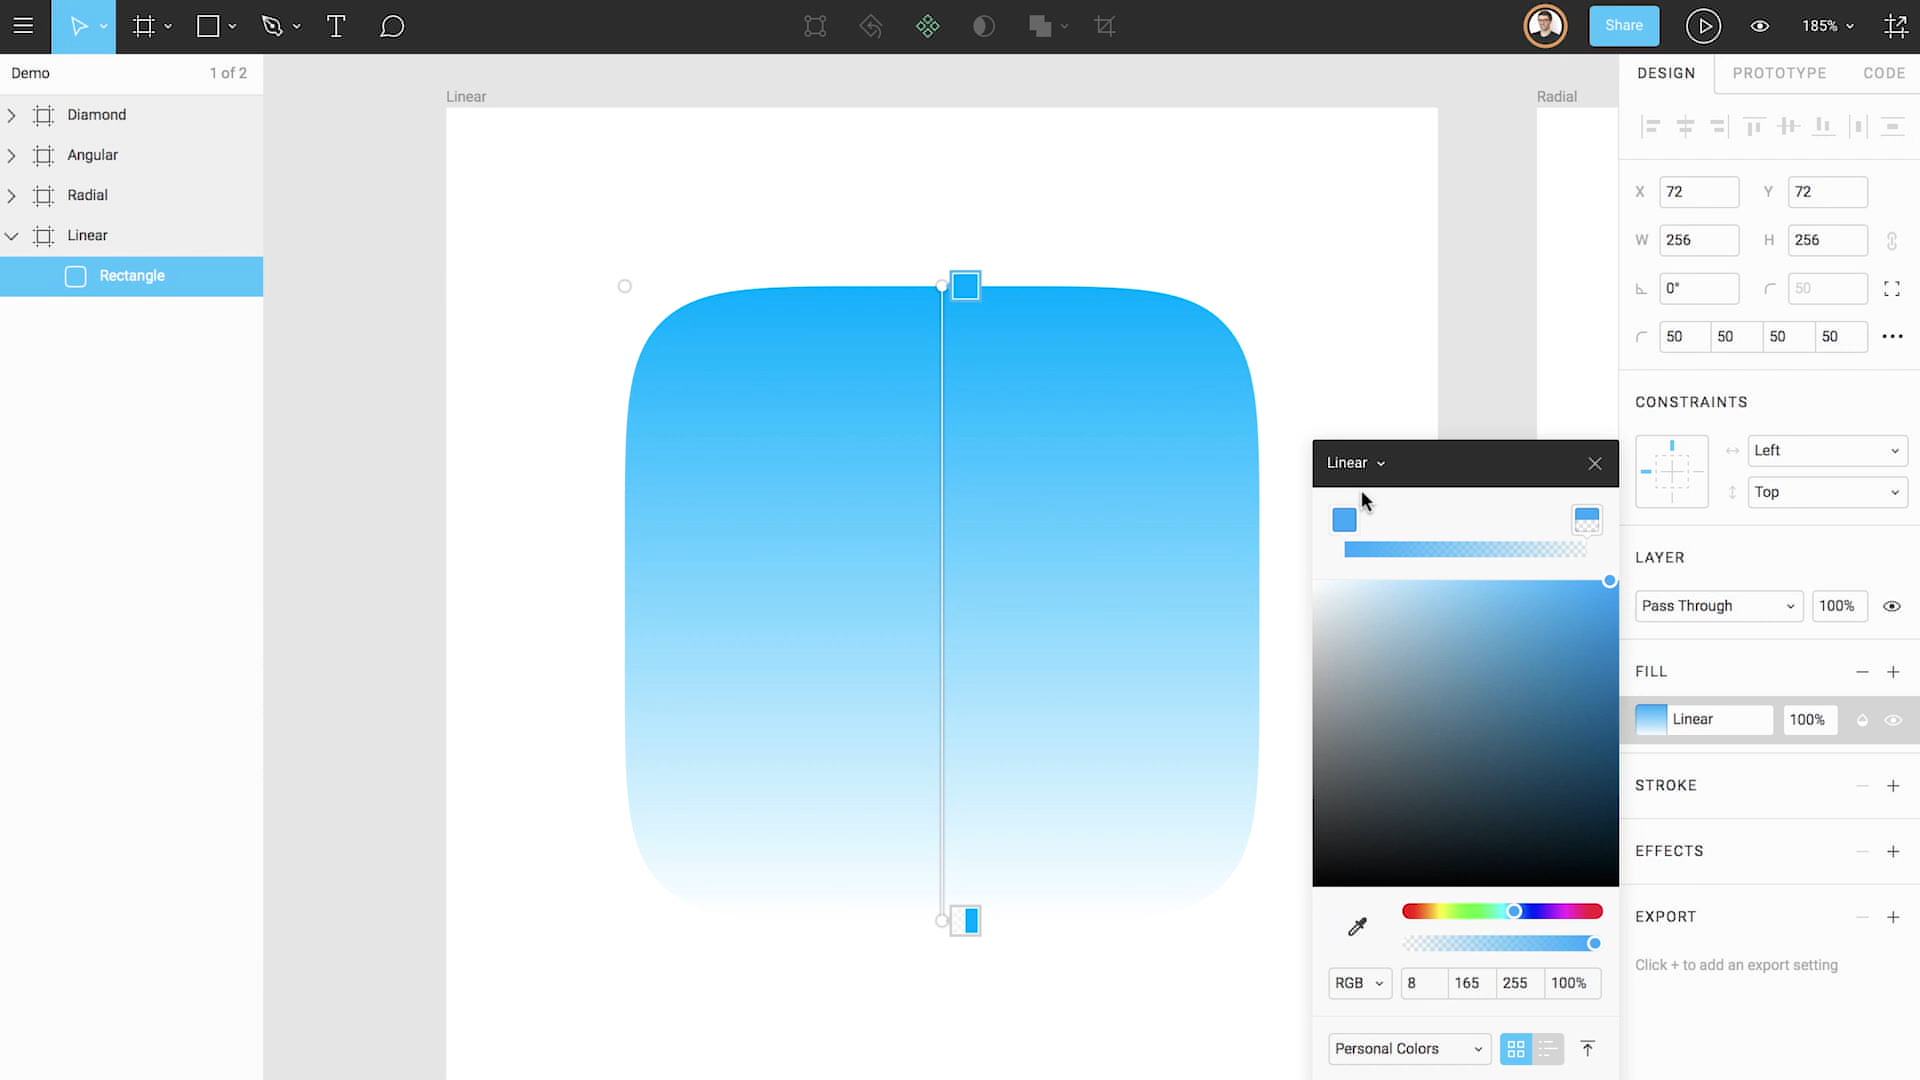 Share
185%
Demo
1 of 2
Diamond
Angular
Radial
Linear
Rectangle
Linear
Radial
DESIGN
PROTOTYPE
CODE
X
72
Y
72
W
256
H
256
0°
50
50
50
50
50
CONSTRAINTS
Left
Top
LAYER
Pass Through
100%
FILL
Linear
100%
STROKE
EFFECTS
EXPORT
Click + to add an export setting
Linear
RGB
8
165
255
100%
Personal Colors